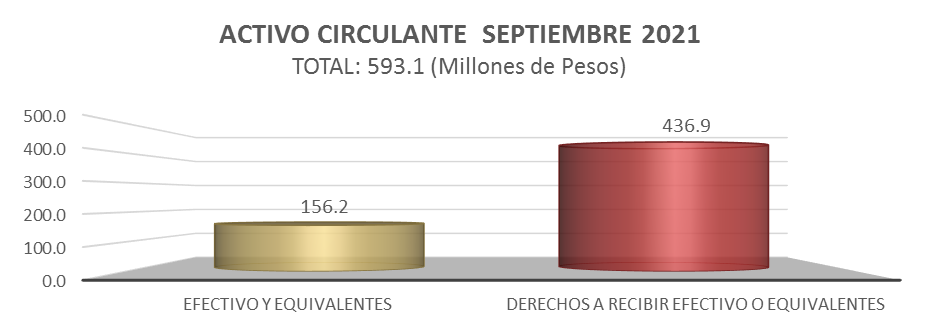 ACTIVO CIRCULANTE  SEPTIEMBRE 2021
TOTAL: 593.1 (Millones de Pesos)
500.0
400.0
300.0
200.0
100.0
0.0
156.2
436.9
EFECTIVO Y EQUIVALENTES
DERECHOS A RECIBIR EFECTIVO O EQUIVALENTES